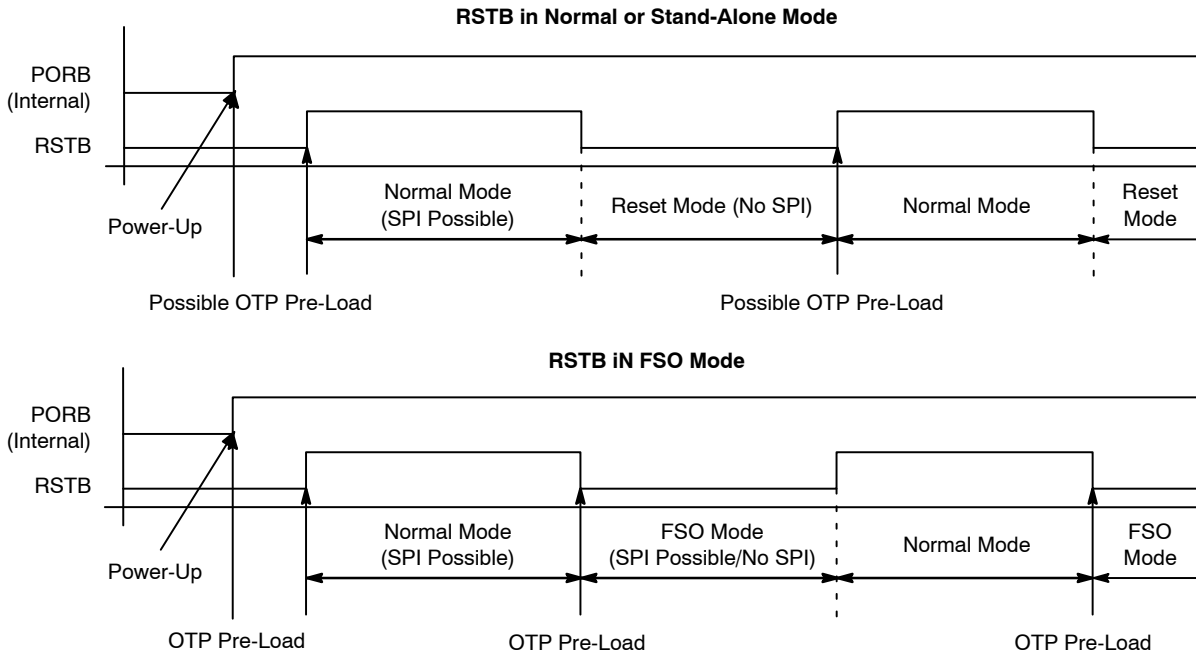 RSTB in Normal or Stand-Alone Mode
PORB
(Internal)
RSTB
Power-Up
Normal Mode
(SPI Possible)
Reset Mode (No SPI)
Normal Mode
Reset
Mode
Possible OTP Pre-Load
Possible OTP Pre-Load
RSTB iN FSO Mode
PORB
(Internal)
RSTB
Power-Up
Normal Mode
(SPI Possible)
FSO Mode
(SPI Possible/No SPI)
Normal Mode
FSO
Mode
OTP Pre-Load
OTP Pre-Load
OTP Pre-Load